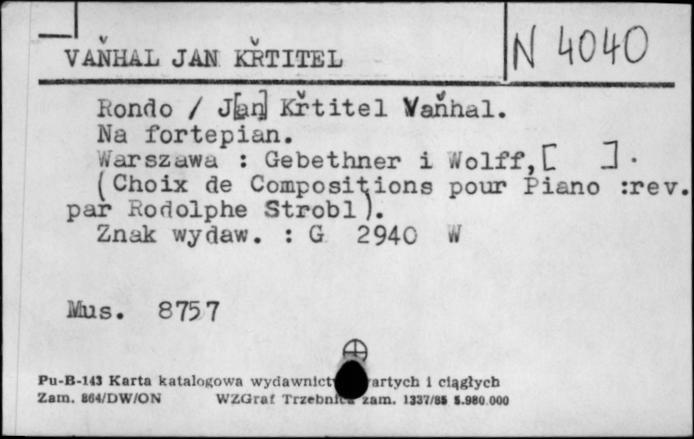 VAŇHAL JAN KŘTITEL
N 4040
Rondo / J[an] Křtitel Vaňhal.
Na fortepian.
Warszawa : Gebethner i Wolff,[ ].
(Choix de Compositions pour Piano :rev.
par Rodolphe Strobl).
Znak wydaw. : G 2940 W
Mus. 8757
Pu-B-143 Karta katalogowa wydawnict artych i ciągłych
Zam. 864/DW/ON WZGraf Trzebnica zam. 1337/85 5.980.000